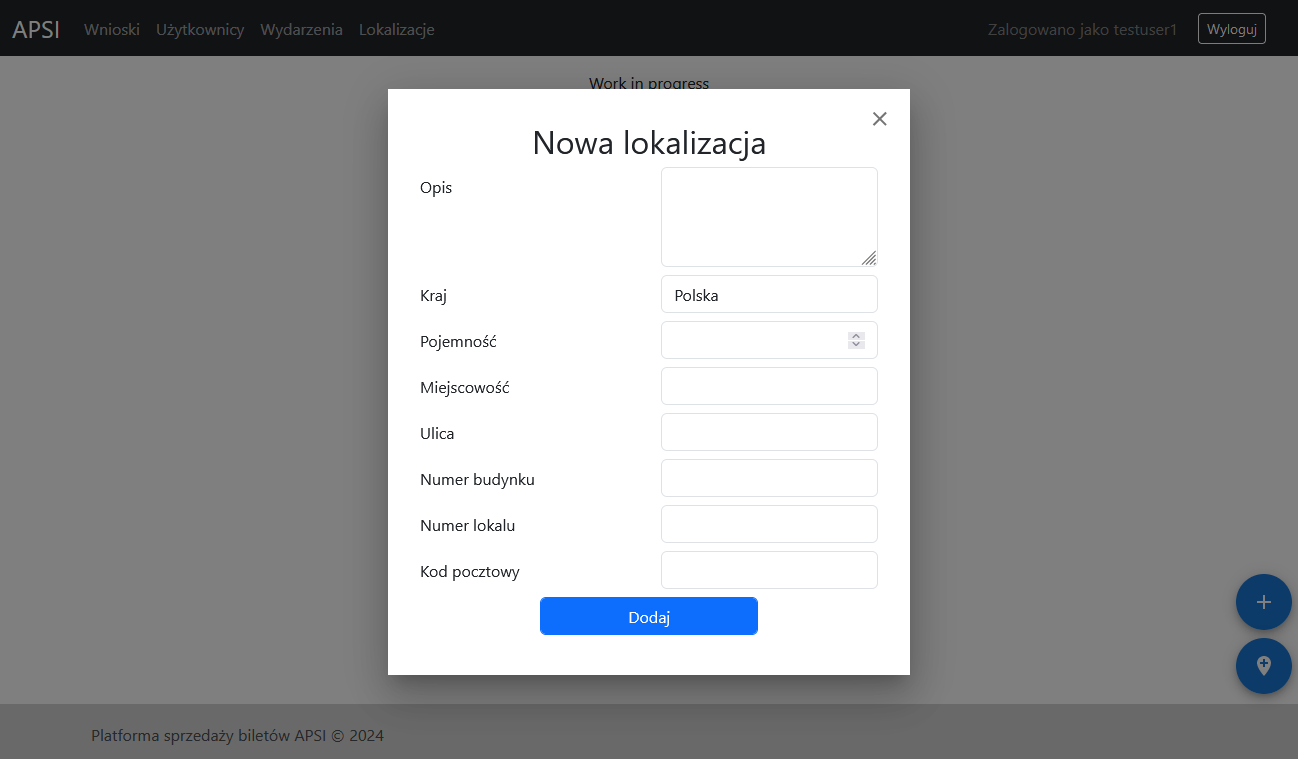 APSI Wnioski Użytkownicy Wydarzenia Lokalizacje Zalogowano jako testuser1 Wyloguj
Work in progress
Nowa lokalizacja
Opis
Kraj Polska
Pojemność
Miejscowość
Ulica
Numer budynku
Numer lokalu
Kod pocztowy
Dodaj
Platforma sprzedaży biletów APSI © 2024